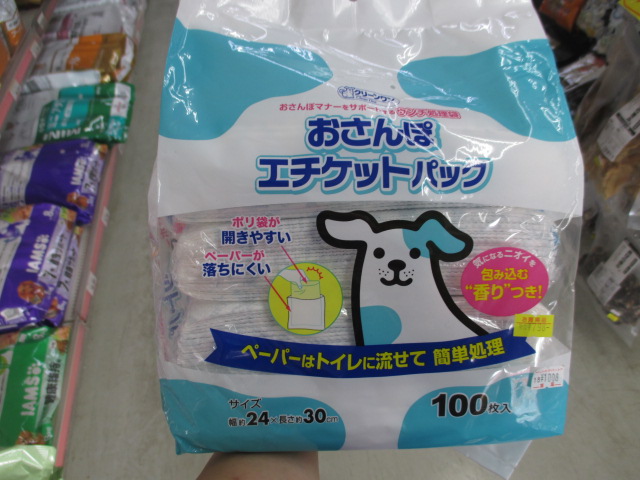 クリーンワン
おさんぽマナーをサポートするウンチ処理袋
おさんぽ
エチケットパック
ポリ袋が
開きやすい
ペーパーが
落ちにくい
気になるニオイを
包み込む
“香り”つき!
ペーパーはトイレに流せて 簡単処理
サイズ
幅約24×長さ約30cm
100枚入
IAMS
IAMS
IAMS